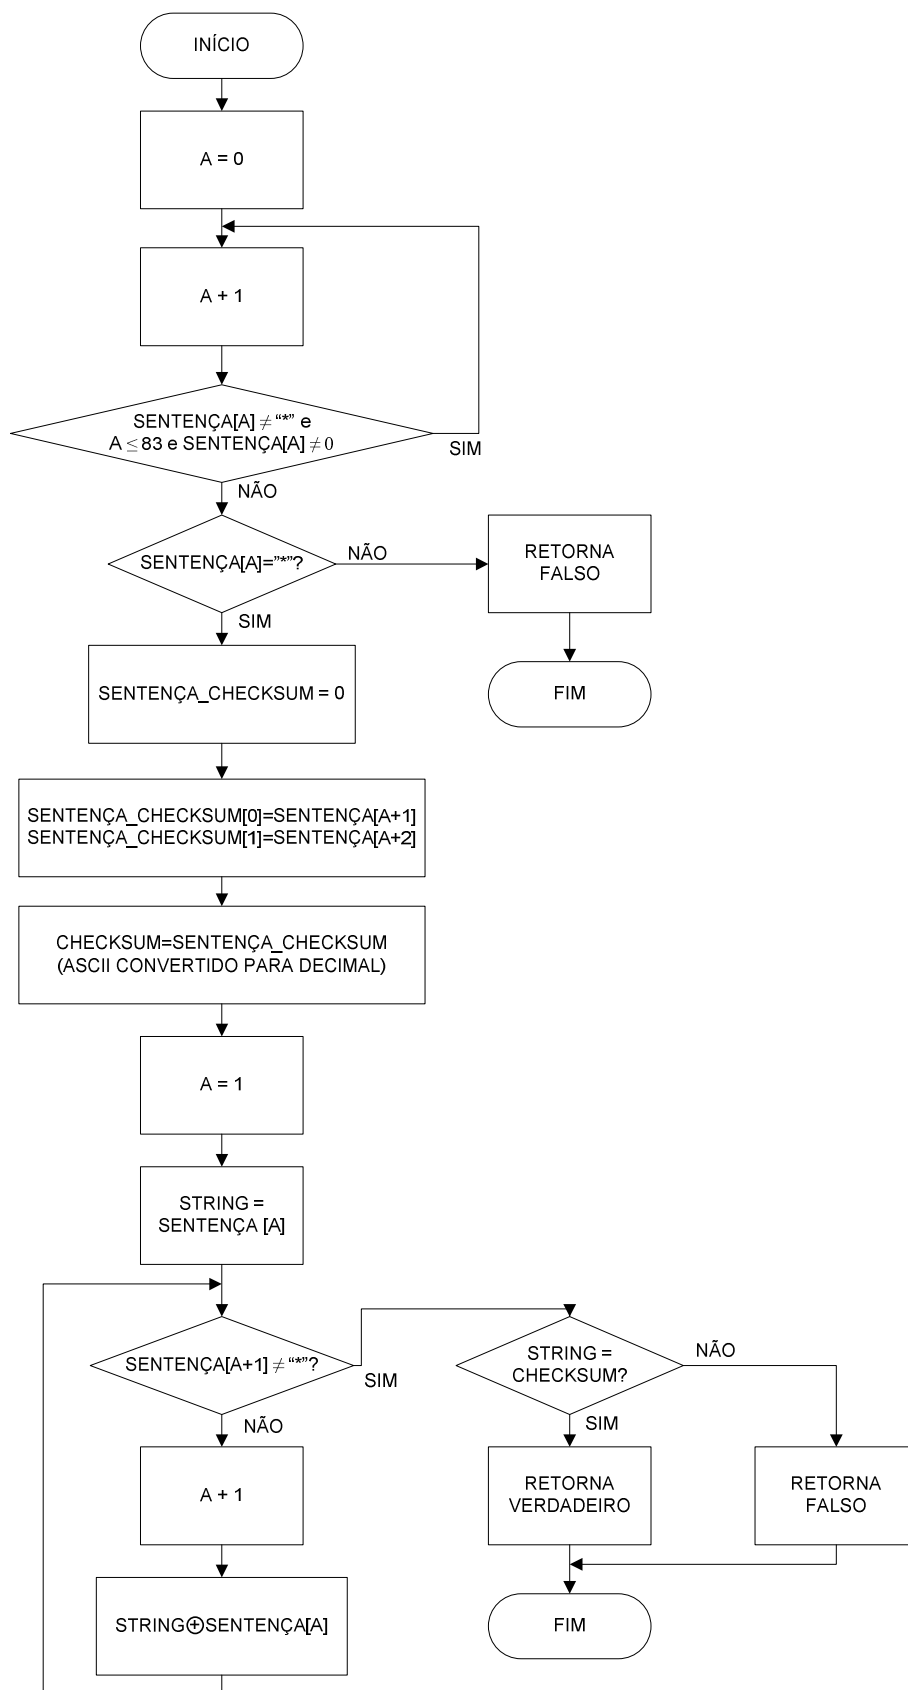 INÍCIO
A = 0
A + 1
SENTENÇA[A] ≠ “*” e
A ≤ 83 e SENTENÇA[A] ≠ 0
SIM
NÃO
SENTENÇA[A]=”*”?
NÃO
RETORNA
FALSO
SIM
FIM
SENTENÇA_CHECKSUM = 0
SENTENÇA_CHECKSUM[0]=SENTENÇA[A+1]
SENTENÇA_CHECKSUM[1]=SENTENÇA[A+2]
CHECKSUM=SENTENÇA_CHECKSUM
(ASCII CONVERTIDO PARA DECIMAL)
A = 1
STRING =
SENTENÇA [A]
SENTENÇA[A+1] ≠ “*”?
SIM
STRING =
CHECKSUM?
NÃO
NÃO
SIM
A + 1
RETORNA
VERDADEIRO
RETORNA
FALSO
STRING⊕SENTENÇA[A]
FIM